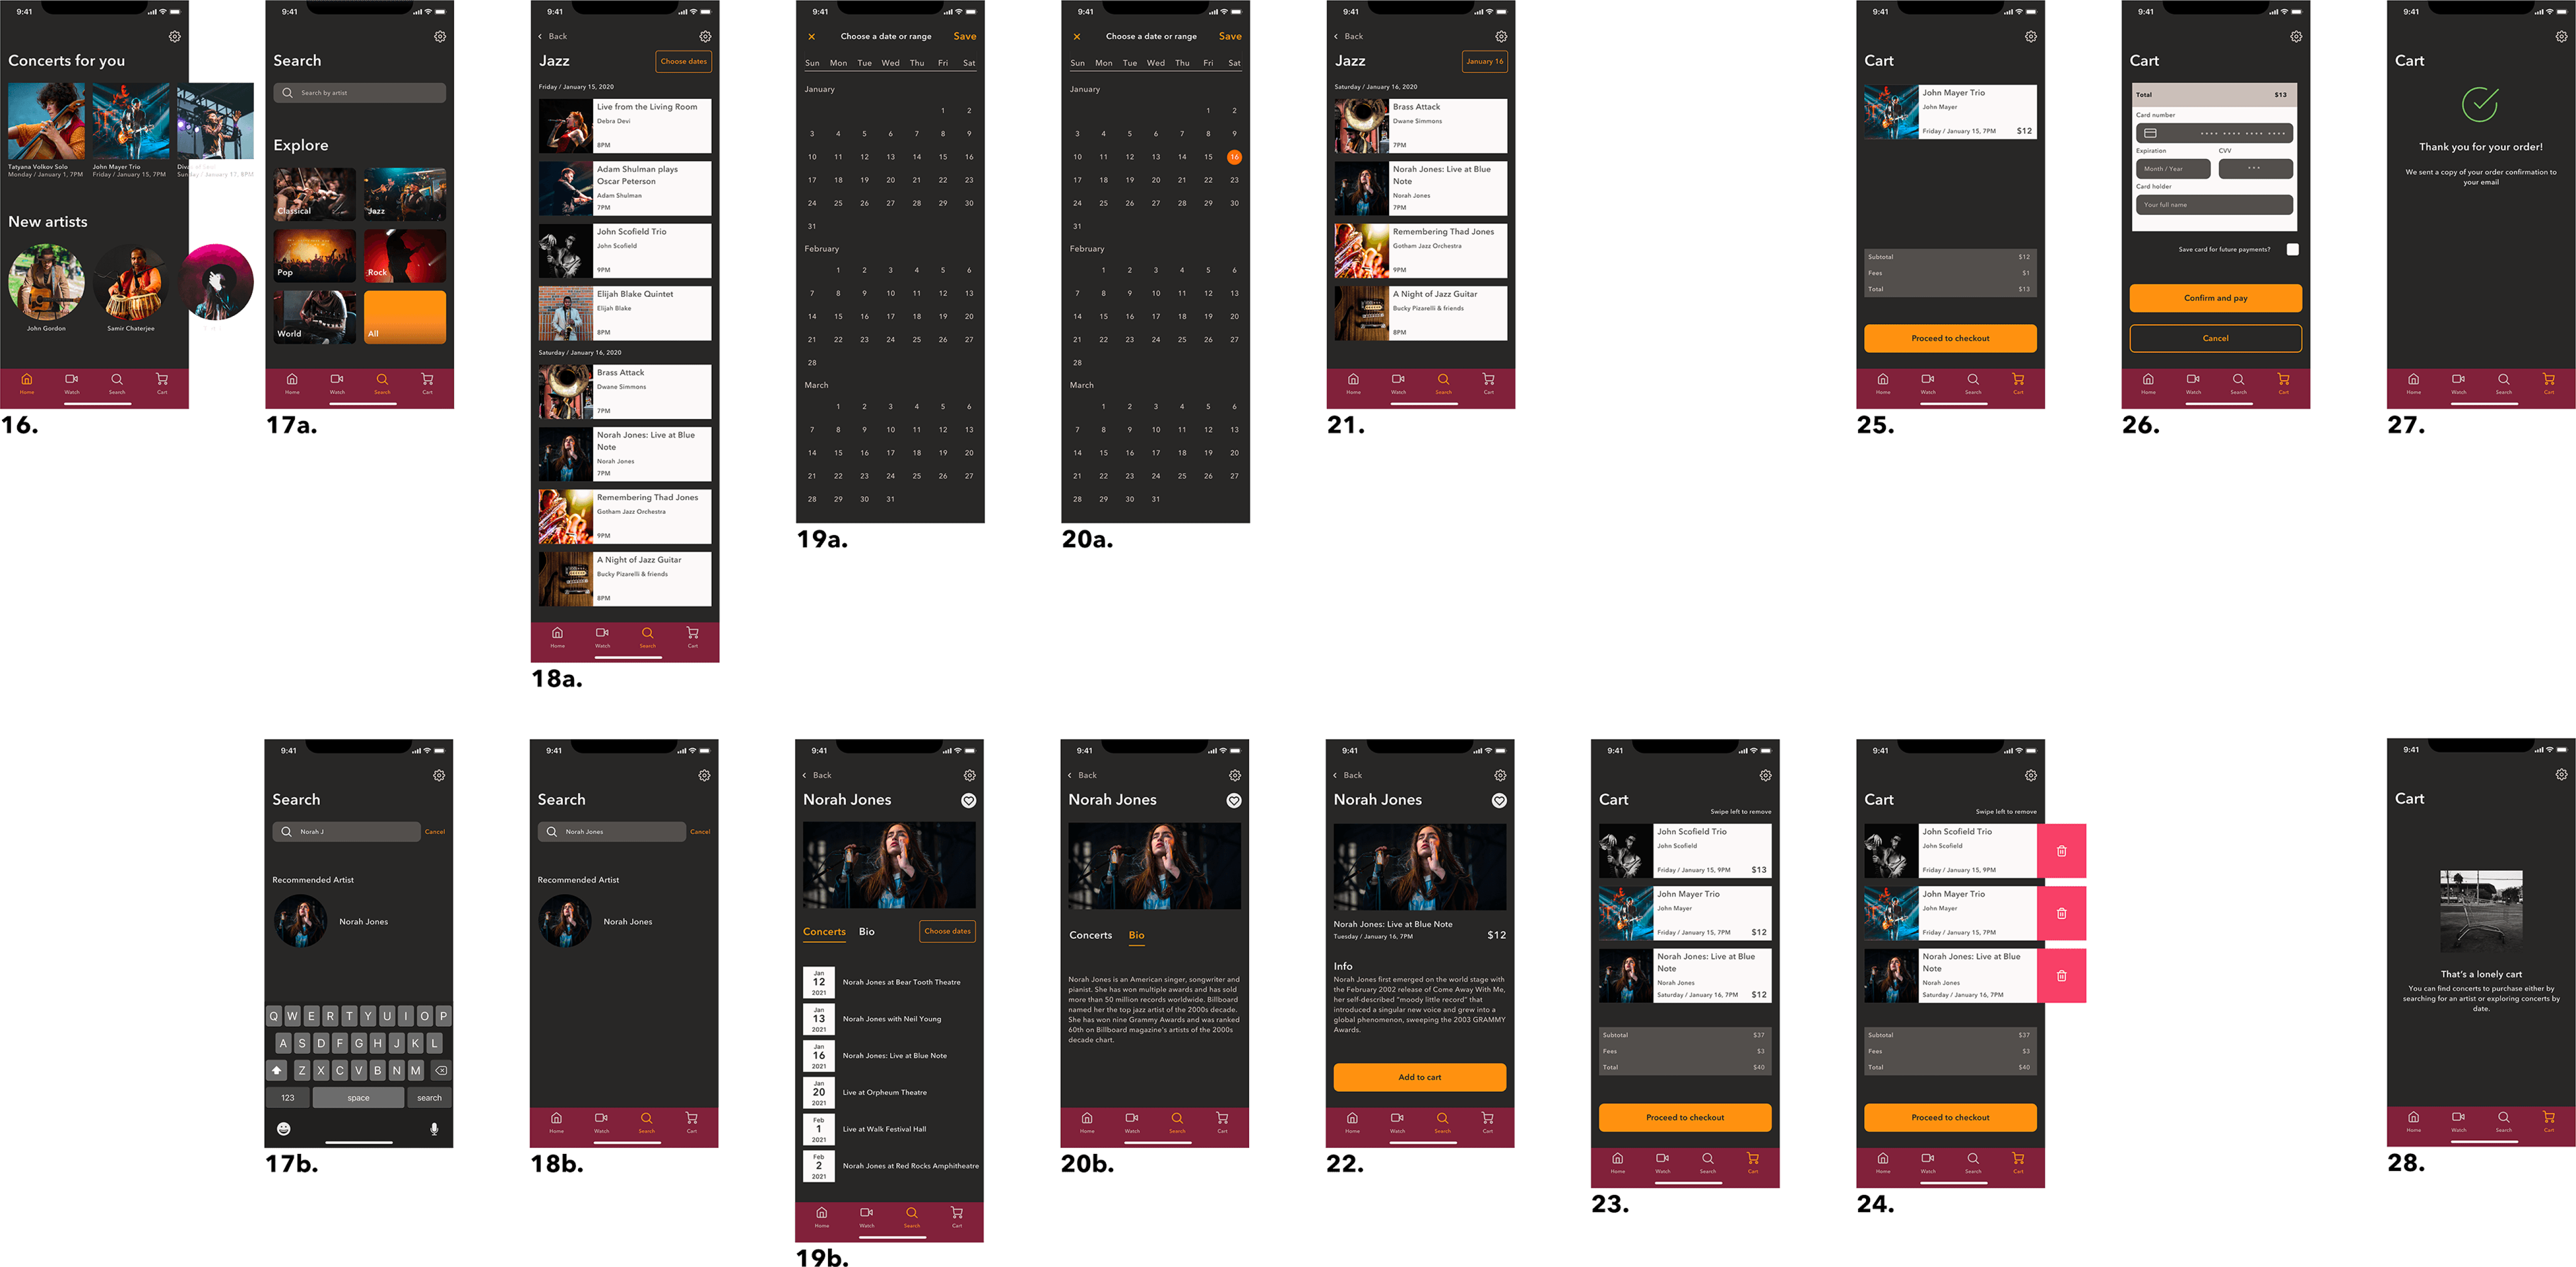 9:41
Concerts for you
Tatyana Volkov Solo
Monday / January 1, 7PM
John Mayer Trio
Friday / January 15, 7PM
Sunday / January 17, 8PM
New artists
John Gordon
Samir Chaterjee
Home Watch Search Cart
16.
9:41
Search
Search by artist
Explore
Classical
Jazz
Pop
Rock
World
All
Home Watch Search Cart
17a.
9:41
Back
Jazz
Choose dates
Friday / January 15, 2020
Live from the Living Room
Debra Devi
8PM
Adam Shulman plays
Oscar Peterson
Adam Shulman
7PM
John Scofield Trio
John Scofield
9PM
Elijah Blake Quintet
Elijah Blake
8PM
Saturday / January 16, 2020
Brass Attack
Dwane Simmons
7PM
Norah Jones: Live at Blue
Note
Norah Jones
7PM
Remembering Thad Jones
Gotham Jazz Orchestra
9PM
A Night of Jazz Guitar
Bucky Pizarelli & friends
8PM
Home Watch Search Cart
18a.
9:41
Choose a date or range
Save
Sun Mon Tue Wed Thu Fri Sat
January
1 2
3 4 5 6 7 8 9
10 11 12 13 14 15 16
17 18 19 20 21 22 23
24 25 26 27 28 29 30
31
February
1 2 3 4 5 6
7 8 9 10 11 12 13
14 15 16 17 18 19 20
21 22 23 24 25 26 27
28
March
1 2 3 4 5 6
7 8 9 10 11 12 13
14 15 16 17 18 19 20
21 22 23 24 25 26 27
28 29 30 31
19a.
9:41
Choose a date or range
Save
Sun Mon Tue Wed Thu Fri Sat
January
1 2
3 4 5 6 7 8 9
10 11 12 13 14 15 16
17 18 19 20 21 22 23
24 25 26 27 28 29 30
31
February
1 2 3 4 5 6
7 8 9 10 11 12 13
14 15 16 17 18 19 20
21 22 23 24 25 26 27
28
March
1 2 3 4 5 6
7 8 9 10 11 12 13
14 15 16 17 18 19 20
21 22 23 24 25 26 27
28 29 30 31
20a.
9:41
Back
Jazz
January 16
Saturday / January 16, 2020
Brass Attack
Dwane Simmons
7PM
Norah Jones: Live at Blue
Note
Norah Jones
7PM
Remembering Thad Jones
Gotham Jazz Orchestra
9PM
A Night of Jazz Guitar
Bucky Pizarelli & friends
8PM
Home Watch Search Cart
21.
9:41
Cart
John Mayer Trio
John Mayer
Friday / January 15, 7PM $12
Subtotal $12
Fees $1
Total $13
Proceed to checkout
Home Watch Search Cart
25.
9:41
Cart
Total $13
Card number
Expiration CVV
Month / Year
Card holder
Your full name
Save card for future payments?
Confirm and pay
Cancel
Home Watch Search Cart
26.
9:41
Cart
Thank you for your order!
We sent a copy of your order confirmation to
your email
Home Watch Search Cart
27.
9:41
Search
Norah J
Cancel
Recommended Artist
Norah Jones
Q W E R T Y U I O P
A S D F G H J K L
Z X C V B N M
123 space search
17b.
9:41
Search
Norah Jones
Cancel
Recommended Artist
Norah Jones
Home Watch Search Cart
18b.
9:41
Back
Norah Jones
Concerts Bio
Choose dates
Jan
12
2021
Norah Jones at Bear Tooth Theatre
Jan
13
2021
Norah Jones with Neil Young
Jan
16
2021
Norah Jones: Live at Blue Note
Jan
20
2021
Live at Orpheum Theatre
Feb
1
2021
Live at Walk Festival Hall
Feb
2
2021
Norah Jones at Red Rocks Amphitheatre
Home Watch Search Cart
19b.
9:41
Back
Norah Jones
Concerts Bio
Norah Jones is an American singer, songwriter and
pianist. She has won multiple awards and has sold
more than 50 million records worldwide. Billboard
named her the top jazz artist of the 2000s decade.
She has won nine Grammy Awards and was ranked
60th on Billboard magazine's artists of the 2000s
decade chart.
Home Watch Search Cart
20b.
9:41
Back
Norah Jones
Norah Jones: Live at Blue Note
Tuesday / January 16, 7PM
$12
Info
Norah Jones first emerged on the world stage with
the February 2002 release of Come Away With Me,
her self-described "moody little record" that
introduced a singular new voice and grew into a
global phenomenon, sweeping the 2003 GRAMMY
Awards.
Add to cart
Home Watch Search Cart
22.
9:41
Cart
Swipe left to remove
John Scofield Trio
John Scofield
Friday / January 15, 9PM $13
John Mayer Trio
John Mayer
Friday / January 15, 7PM $12
Norah Jones: Live at Blue
Note
Norah Jones
Saturday / January 16, 7PM $12
Subtotal $37
Fees $3
Total $40
Proceed to checkout
Home Watch Search Cart
23.
9:41
Cart
Swipe left to remove
John Scofield Trio
John Scofield
Friday / January 15, 9PM
John Mayer Trio
John Mayer
Friday / January 15, 7PM
Norah Jones: Live at Blue
Note
Norah Jones
Saturday / January 16, 7PM
Subtotal $37
Fees $3
Total $40
Proceed to checkout
Home Watch Search Cart
24.
9:41
Cart
That's a lonely cart
You can find concerts to purchase either by
searching for an artist or exploring concerts by
date.
Home Watch Search Cart
28.